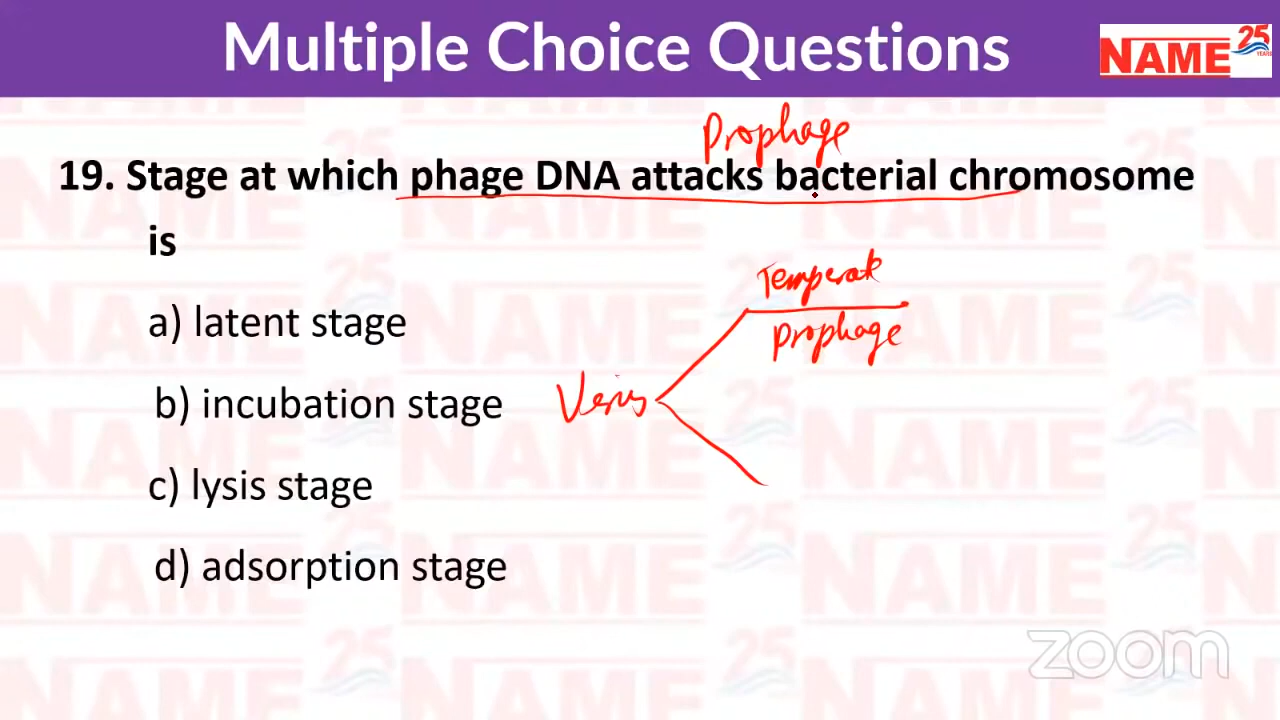 Multiple Choice Questions
NAME 25 YEARS
Prophage
19. Stage at which phage DNA attacks bacterial chromosome
is
Temperate
Prophage
a) latent stage
b) incubation stage
Virus
c) lysis stage
d) adsorption stage
zoom